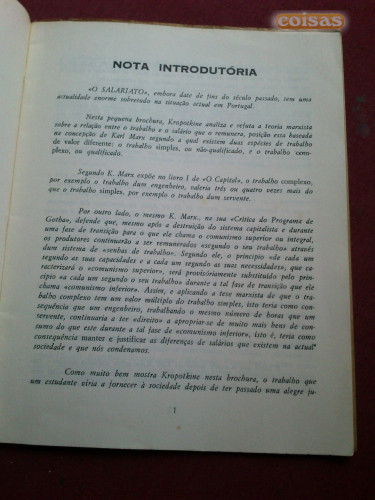 coisas
NOTA INTRODUTÓRIA
«O SALARIATO», embora date de fins do século passado, tem uma
actualidade enorme sobretudo na situação actual em Portugal.
Nesta pequena brochura, Kropotkine analiza e refuta a teoria marxista
sobre a relação entre o trabalho e o salário que o remunera, posição essa baseada
na concepção de Karl Marx segundo a qual existem duas espécies de trabalho
de valor diferente: o trabalho simples, ou não-qualificado, e o trabalho com-
plexo, ou qualificado.
Segundo K. Marx expõe no livro I de «O Capital», o trabalho complexo,
por exemplo o trabalho dum engenheiro, valeria três ou quatro vezes mais do
que o trabalho simples, por exemplo o trabalho dum servente.
Por outro lado, o mesmo K. Marx, na sua «Crítica do Programa de
Gotha», defende que, mesmo após a destruição do sistema capitalista e durante
uma fase de transição para o que ele chama o comunismo superior ou integral,
os produtores continuarão a ser remunerados «segundo o seu trabalho» através
dum sistema de «senhas de trabalho». Segundo ele, o princípio «de cada um
segundo as suas capacidades e a cada um segundo as suas necessidades», que ca-
racterizará o «comunismo superior», será provisoriamente substituído pelo prin-
cípio «a cada um segundo o seu trabalho» durante a tal fase de transição que ele
chama «comunismo inferior». Assim, e aplicando a tese marxista de que o tra-
balho complexo tem um valor múltiplo do trabalho simples, isto teria como con-
sequência que um engenheiro, trabalhando o mesmo número de horas que um
servente, continuaria a ter «direito» a apropriar-se de muito mais bens de con-
sumo do que este durante a tal fase de «comunismo inferior», isto é, teria como
consequência manter e justificar as diferenças de salários que existem na actual
sociedade e que nós condenamos.
Como muito bem mostra Kropotkine nesta brochura, o trabalho que
um estudante viria a fornecer à sociedade depois de ter passado uma alegre ju-
1